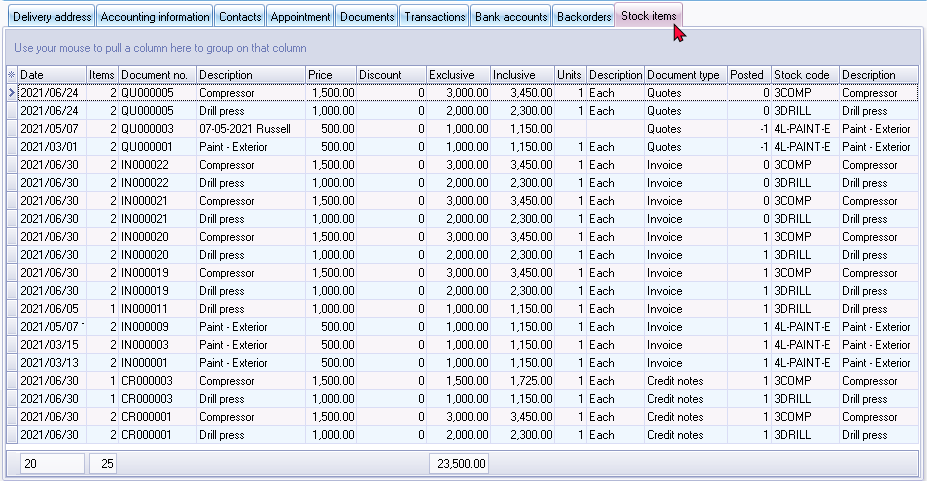 Delivery address Accounting information Contacts Appointment Documents Transactions Bank accounts Backorders Stock items
Use your mouse to pull a column here to group on that column
Date Items Document no. Description Price Discount Exclusive Inclusive Units Description Document type Posted Stock code Description
2021/06/24 2 QU000005 Compressor 1,500.00 0 3,000.00 3,450.00 1 Each Quotes 0 3COMP Compressor
2021/06/24 2 QU000005 Drill press 1,000.00 0 2,000.00 2,300.00 1 Each Quotes 0 3DRILL Drill press
2021/05/07 2 QU000003 07-05-2021 Russell 500.00 0 1,000.00 1,150.00 Quotes -1 4L-PAINT-E Paint - Exterior
2021/03/01 2 QU000001 Paint - Exterior 500.00 0 1,000.00 1,150.00 1 Each Quotes -1 4L-PAINT-E Paint - Exterior
2021/06/30 2 IN000022 Compressor 1,500.00 0 3,000.00 3,450.00 1 Each Invoice 0 3COMP Compressor
2021/06/30 2 IN000022 Drill press 1,000.00 0 2,000.00 2,300.00 1 Each Invoice 0 3DRILL Drill press
2021/06/30 2 IN000021 Compressor 1,500.00 0 3,000.00 3,450.00 1 Each Invoice 0 3COMP Compressor
2021/06/30 2 IN000021 Drill press 1,000.00 0 2,000.00 2,300.00 1 Each Invoice 0 3DRILL Drill press
2021/06/30 2 IN000020 Compressor 1,500.00 0 3,000.00 3,450.00 1 Each Invoice 1 3COMP Compressor
2021/06/30 2 IN000020 Drill press 1,000.00 0 2,000.00 2,300.00 1 Each Invoice 1 3DRILL Drill press
2021/06/30 2 IN000019 Compressor 1,500.00 0 3,000.00 3,450.00 1 Each Invoice 1 3COMP Compressor
2021/06/30 2 IN000019 Drill press 1,000.00 0 2,000.00 2,300.00 1 Each Invoice 1 3DRILL Drill press
2021/06/05 1 IN000011 Drill press 1,000.00 0 1,000.00 1,150.00 1 Each Invoice 1 3DRILL Drill press
2021/05/07 2 IN000009 Paint - Exterior 500.00 0 1,000.00 1,150.00 1 Each Invoice 1 4L-PAINT-E Paint - Exterior
2021/03/15 2 IN000003 Paint - Exterior 500.00 0 1,000.00 1,150.00 1 Each Invoice 1 4L-PAINT-E Paint - Exterior
2021/03/13 2 IN000001 Paint - Exterior 500.00 0 1,000.00 1,150.00 1 Each Invoice 1 4L-PAINT-E Paint - Exterior
2021/06/30 1 CR000003 Compressor 1,500.00 0 1,500.00 1,725.00 1 Each Credit notes 1 3COMP Compressor
2021/06/30 1 CR000003 Drill press 1,000.00 0 1,000.00 1,150.00 1 Each Credit notes 1 3DRILL Drill press
2021/06/30 2 CR000001 Compressor 1,500.00 0 3,000.00 3,450.00 1 Each Credit notes 1 3COMP Compressor
2021/06/30 2 CR000001 Drill press 1,000.00 0 2,000.00 2,300.00 1 Each Credit notes 1 3DRILL Drill press
20 25 23,500.00